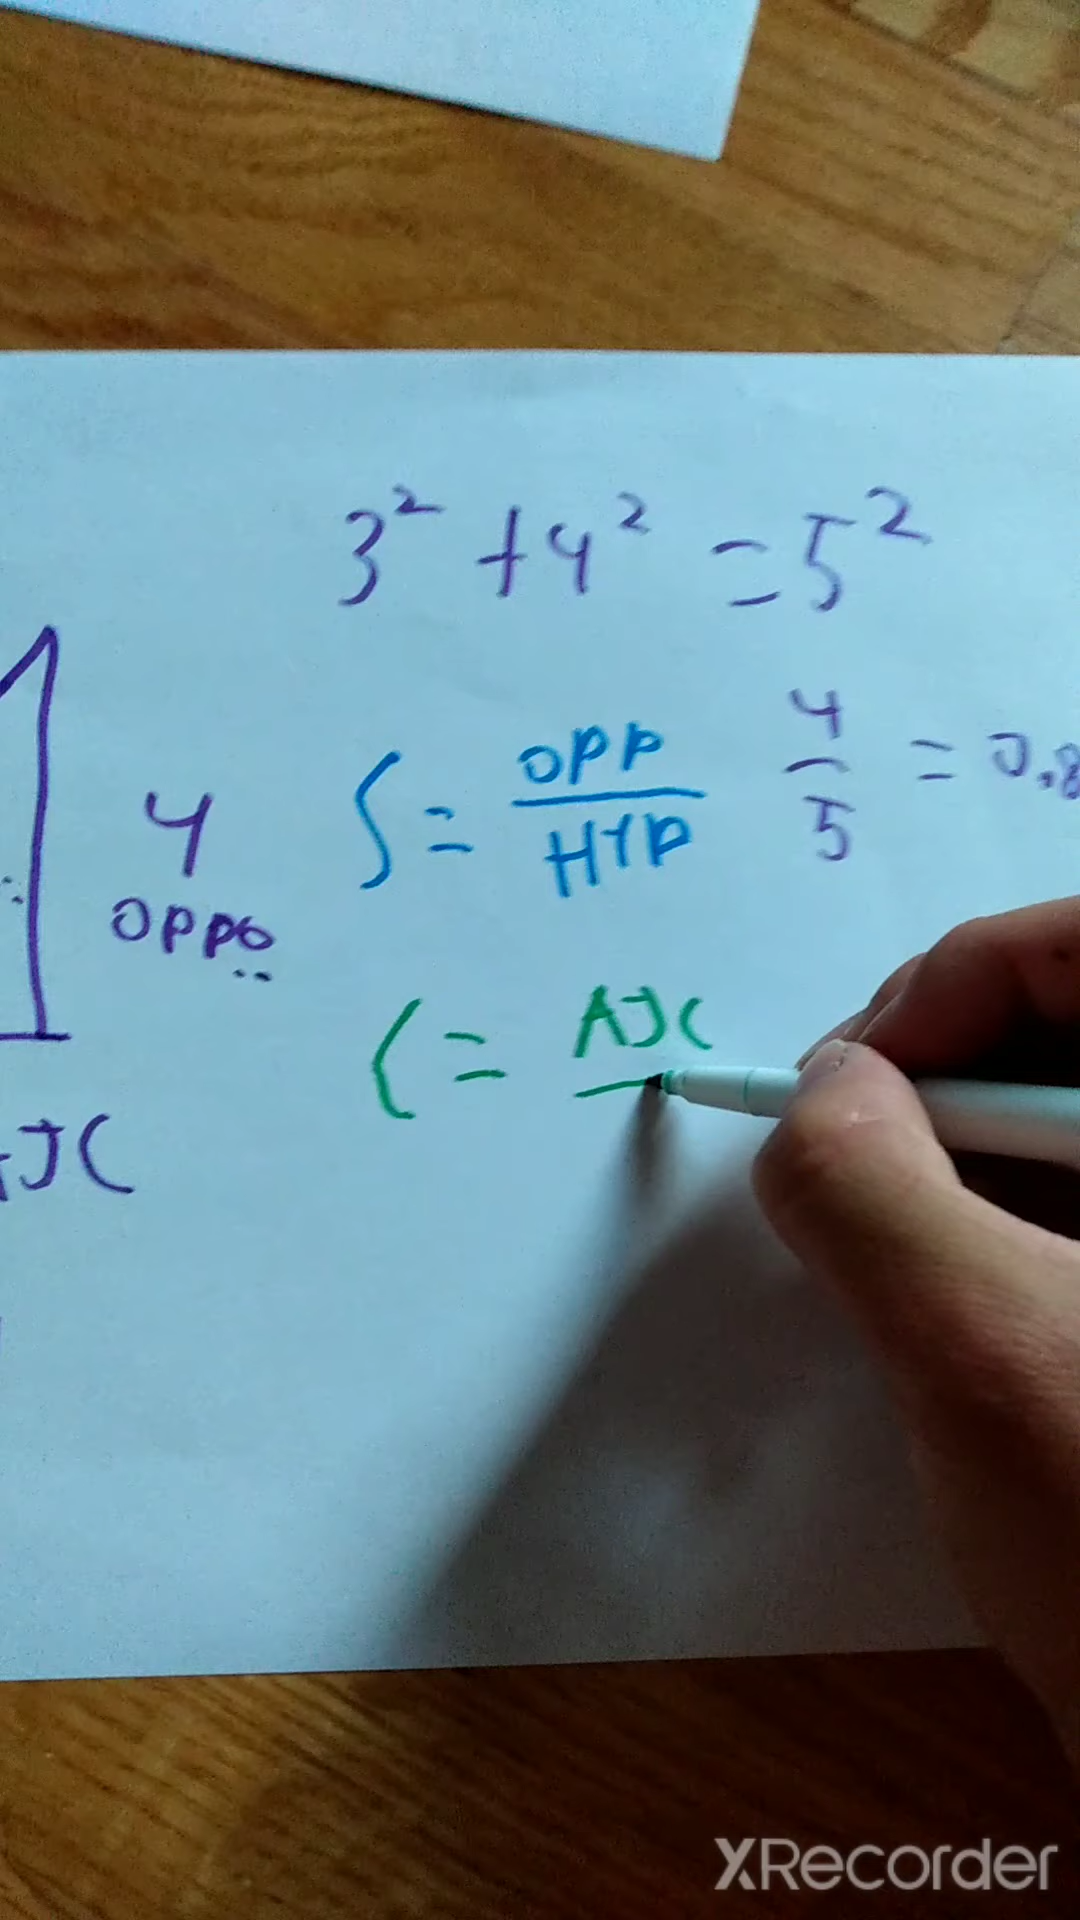 3² + 4² = 5²
S = OPP/HYP 4/5 = 0.8
4
OPPO
C = AJC
AJC
XRecorder